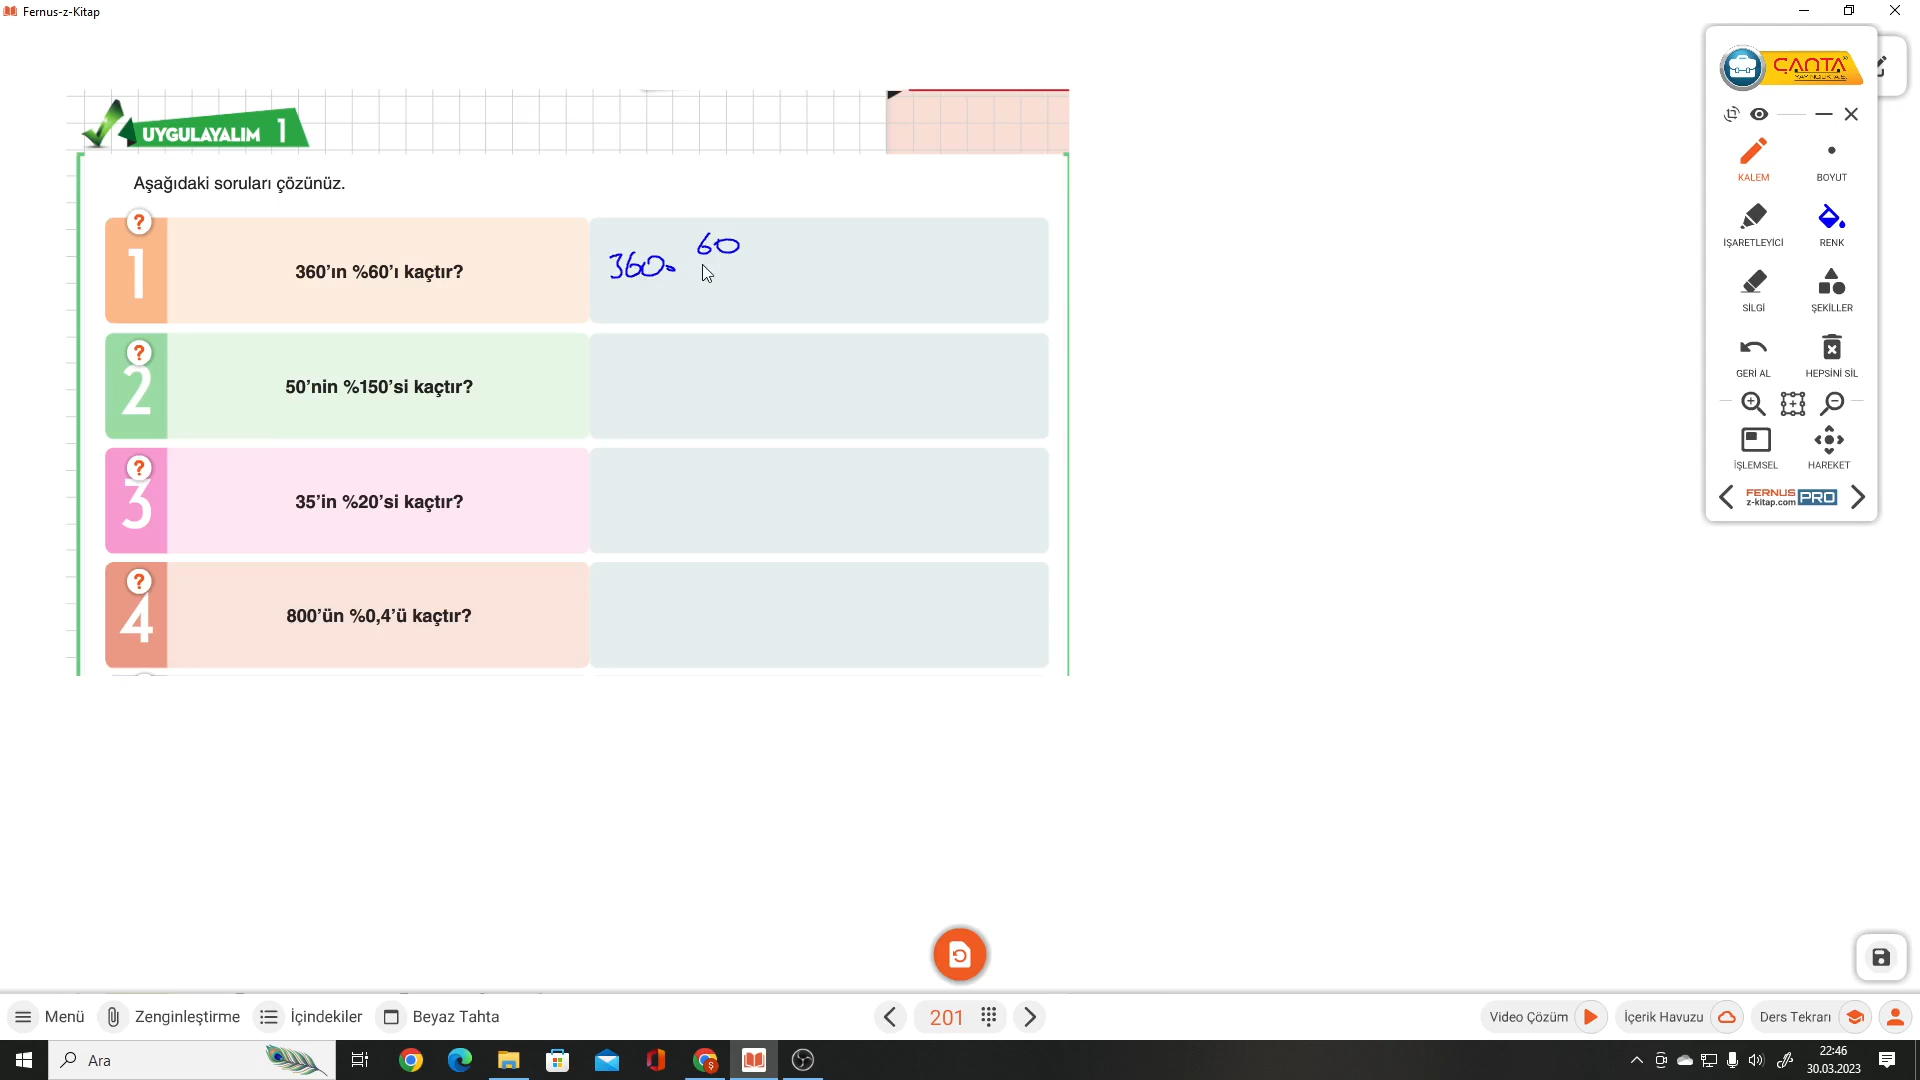 Fernus-z-Kitap
ÇANTA
YAYINCILIK A.Ş.
UYGULAYALIM 1
Aşağıdaki soruları çözünüz.
?
1
360’ın %60’ı kaçtır?
360. 60
?
2
50’nin %150’si kaçtır?
?
3
35’in %20’si kaçtır?
?
4
800’ün %0,4’ü kaçtır?
KALEM
BOYUT
İŞARETLEYİCİ
RENK
SİLGİ
ŞEKİLLER
GERİ AL
HEPSİNİ SİL
İŞLEMSEL
HAREKET
FERNUS PRO
z-kitap.com
Menü
Zenginleştirme
İçindekiler
Beyaz Tahta
201
Video Çözüm
İçerik Havuzu
Ders Tekrarı
Ara
22:46
30.03.2023